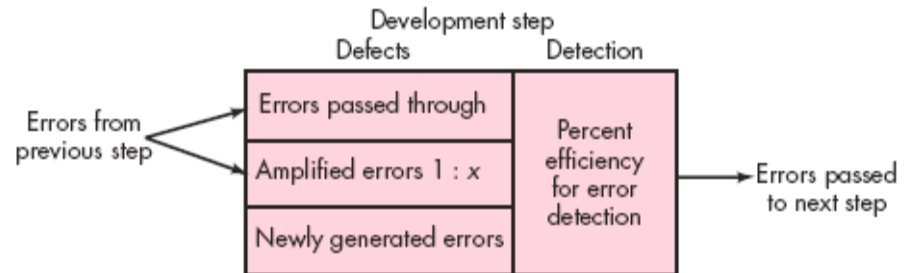 Development step
Defects
Detection
Errors from
previous step
Errors passed through
Amplified errors 1 : x
Newly generated errors
Percent
efficiency
for error
detection
Errors passed
to next step